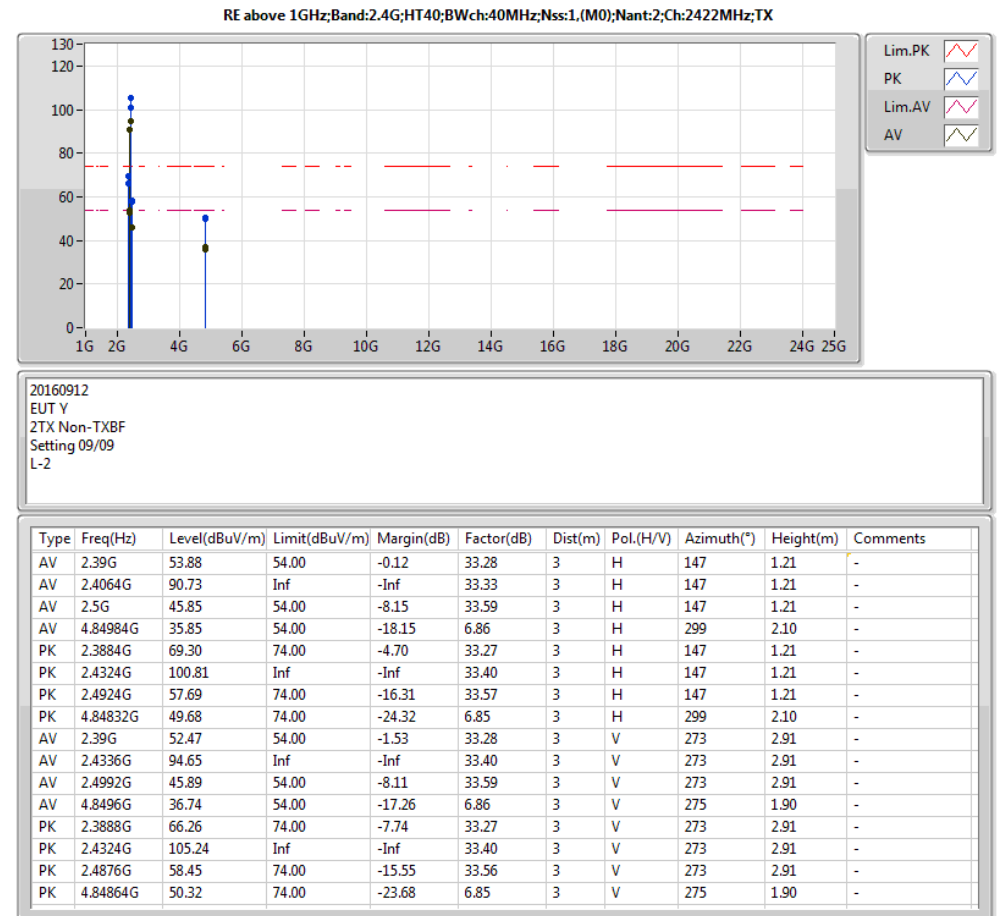 RE above 1GHz;Band:2.4G;HT40;BWch:40MHz;Nss:1,(M0);Nant:2;Ch:2422MHz;TX
130
120
100
80
60
40
20
0
1G 2G 4G 6G 8G 10G 12G 14G 16G 18G 20G 22G 24G 25G
Lim.PK
PK
Lim.AV
AV
20160912
EUT Y
2TX Non-TXBF
Setting 09/09
L-2
Type Freq(Hz) Level(dBuV/m) Limit(dBuV/m) Margin(dB) Factor(dB) Dist(m) Pol.(H/V) Azimuth(°) Height(m) Comments
AV 2.39G 53.88 54.00 -0.12 33.28 3 H 147 1.21 -
AV 2.4064G 90.73 Inf -Inf 33.33 3 H 147 1.21 -
AV 2.5G 45.85 54.00 -8.15 33.59 3 H 147 1.21 -
AV 4.84984G 35.85 54.00 -18.15 6.86 3 H 299 2.10 -
PK 2.3884G 69.30 74.00 -4.70 33.27 3 H 147 1.21 -
PK 2.4324G 100.81 Inf -Inf 33.40 3 H 147 1.21 -
PK 2.4924G 57.69 74.00 -16.31 33.57 3 H 147 1.21 -
PK 4.84832G 49.68 74.00 -24.32 6.85 3 H 299 2.10 -
AV 2.39G 52.47 54.00 -1.53 33.28 3 V 273 2.91 -
AV 2.4336G 94.65 Inf -Inf 33.40 3 V 273 2.91 -
AV 2.4992G 45.89 54.00 -8.11 33.59 3 V 273 2.91 -
AV 4.8496G 36.74 54.00 -17.26 6.86 3 V 275 1.90 -
PK 2.3888G 66.26 74.00 -7.74 33.27 3 V 273 2.91 -
PK 2.4324G 105.24 Inf -Inf 33.40 3 V 273 2.91 -
PK 2.4876G 58.45 74.00 -15.55 33.56 3 V 273 2.91 -
PK 4.84864G 50.32 74.00 -23.68 6.85 3 V 275 1.90 -